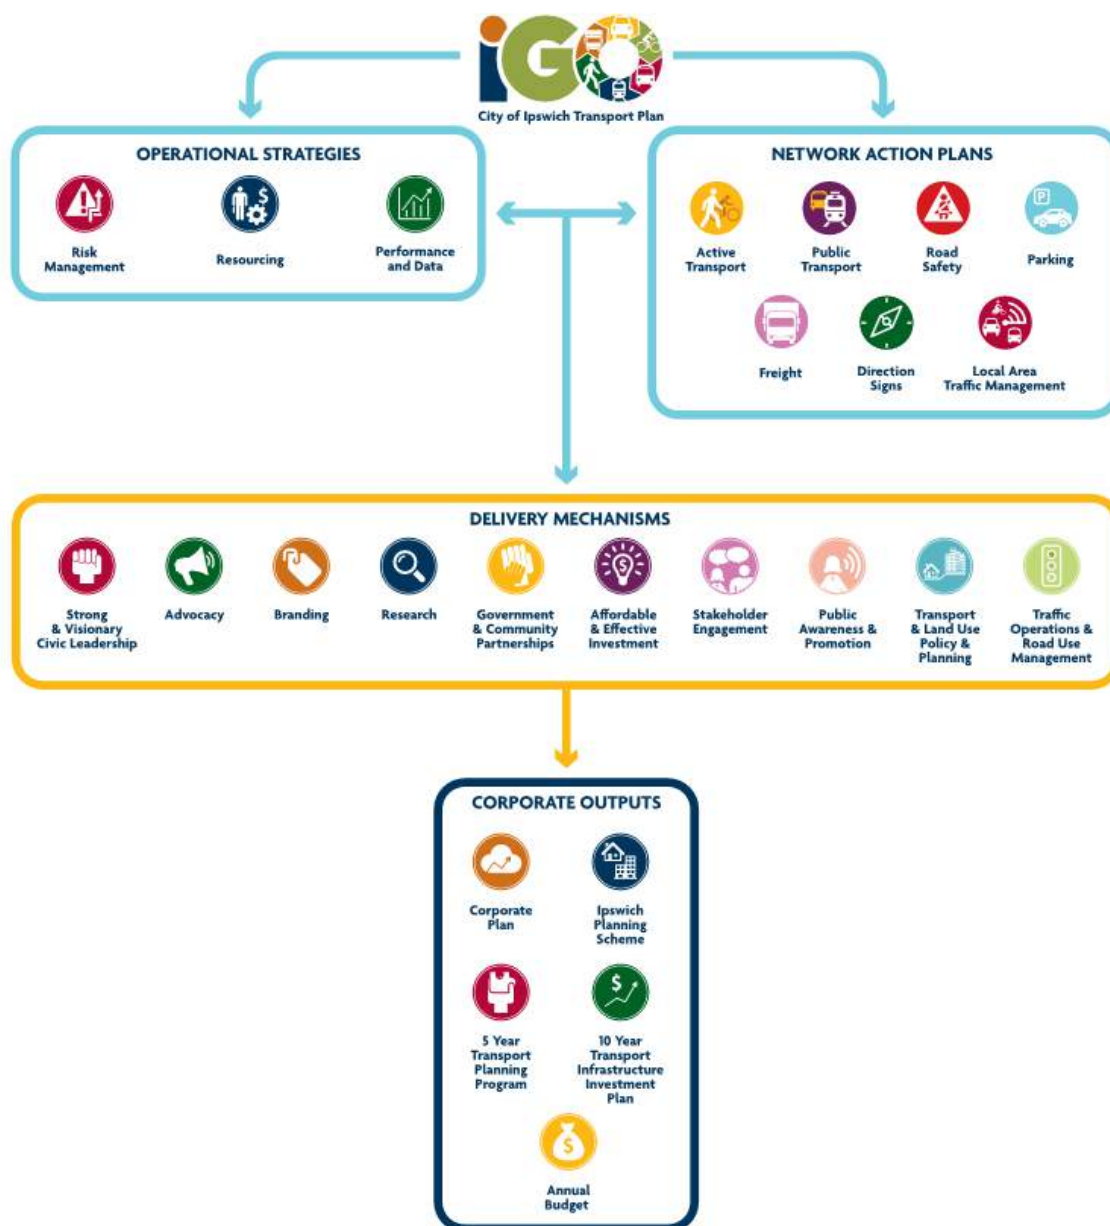 iGO
City of Ipswich Transport Plan
OPERATIONAL STRATEGIES
Risk
Management
Resourcing
Performance
and Data
NETWORK ACTION PLANS
Active
Transport
Public
Transport
Road
Safety
P
Parking
Freight
Direction
Signs
Local Area
Traffic Management
DELIVERY MECHANISMS
Strong
& Visionary
Civic Leadership
Advocacy
Branding
Research
Government
& Community
Partnerships
Affordable
& Effective
Investment
Stakeholder
Engagement
Public
Awareness &
Promotion
Transport
& Land Use
Policy &
Planning
Traffic
Operations &
Road Use
Management
CORPORATE OUTPUTS
Corporate
Plan
Ipswich
Planning
Scheme
5 Year
Transport
Planning
Program
10 Year
Transport
Infrastructure
Investment
Plan
Annual
Budget